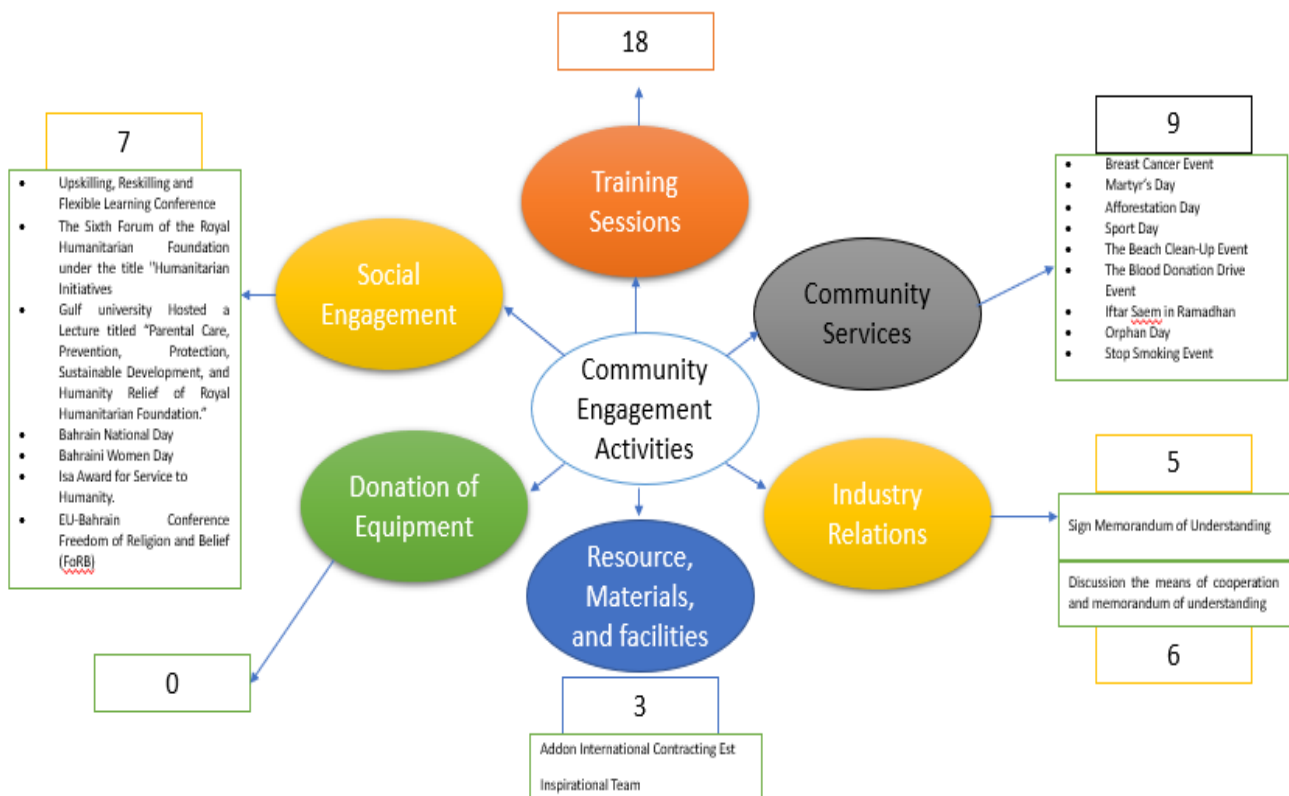 18
Training
Sessions
7
• Upskilling, Reskilling and
Flexible Learning Conference
• The Sixth Forum of the Royal
Humanitarian Foundation
under the title "Humanitarian
Initiatives
• Gulf university Hosted a
Lecture titled “Parental Care,
Prevention, Protection,
Sustainable Development, and
Humanity Relief of Royal
Humanitarian Foundation.”
• Bahrain National Day
• Bahraini Women Day
• Isa Award for Service to
Humanity.
• EU-Bahrain Conference
Freedom of Religion and Belief
(FoRB)
Social
Engagement
9
• Breast Cancer Event
• Martyr’s Day
• Afforestation Day
• Sport Day
• The Beach Clean-Up Event
• The Blood Donation Drive
Event
• Iftar Saem in Ramadhan
• Orphan Day
• Stop Smoking Event
Community
Services
Community
Engagement
Activities
Donation of
Equipment
0
Industry
Relations
5
Sign Memorandum of Understanding
Discussion the means of cooperation
and memorandum of understanding
6
Resource,
Materials,
and facilities
3
Addon International Contracting Est
Inspirational Team